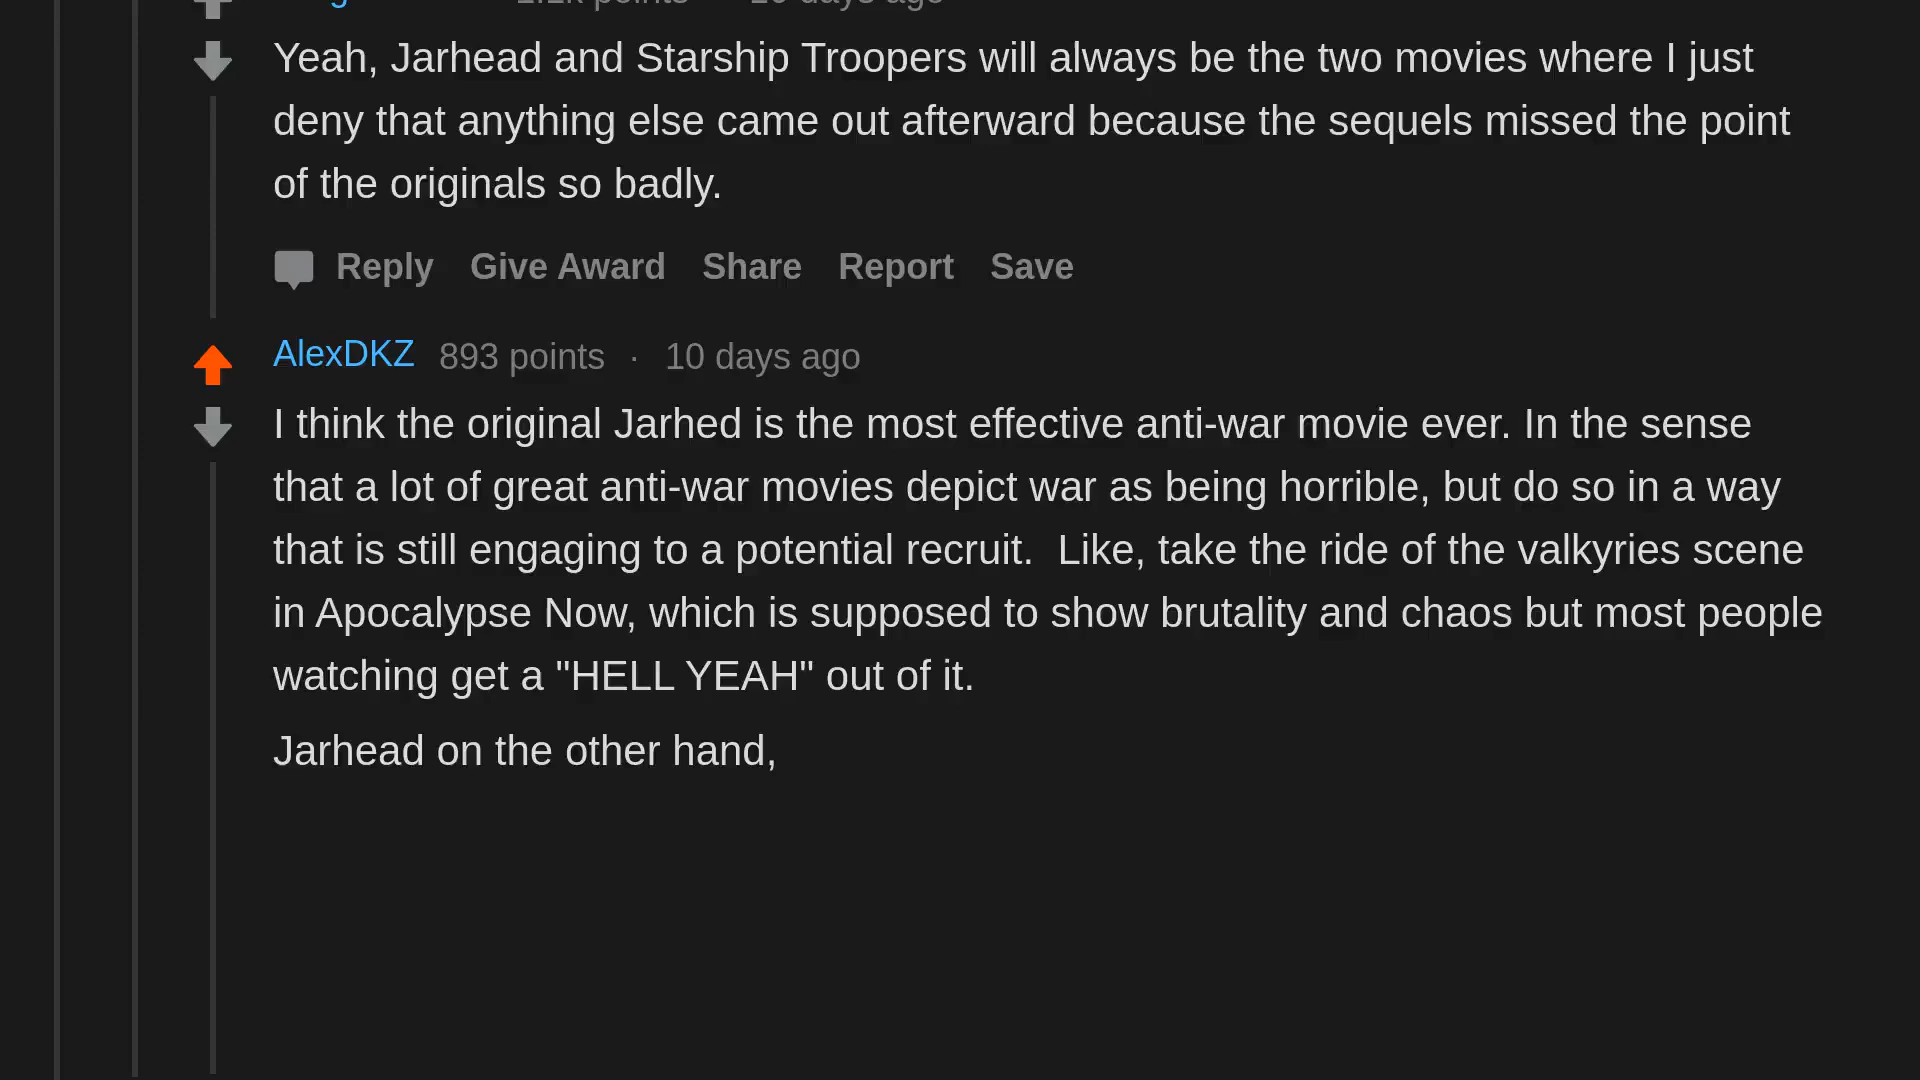 Yeah, Jarhead and Starship Troopers will always be the two movies where I just
deny that anything else came out afterward because the sequels missed the point
of the originals so badly.
Reply Give Award Share Report Save
AlexDKZ 893 points · 10 days ago
I think the original Jarhed is the most effective anti-war movie ever. In the sense
that a lot of great anti-war movies depict war as being horrible, but do so in a way
that is still engaging to a potential recruit.  Like, take the ride of the valkyries scene
in Apocalypse Now, which is supposed to show brutality and chaos but most people
watching get a "HELL YEAH" out of it.
Jarhead on the other hand,